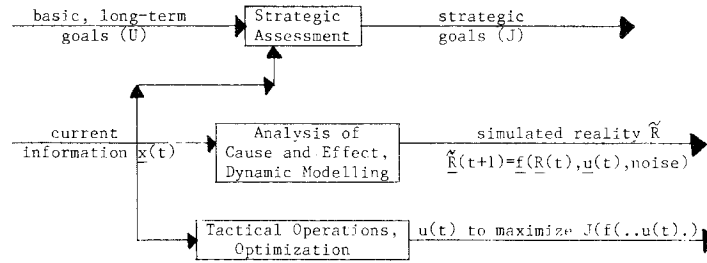 basic, long-term
goals (U)
Strategic
Assessment
strategic
goals (J)
current
information x(t)
Analysis of
Cause and Effect,
Dynamic Modelling
simulated reality R̃
R̃(t+1)=f(R(t),u(t),noise)
Tactical Operations,
Optimization
u(t) to maximize J(f(..u(t).)